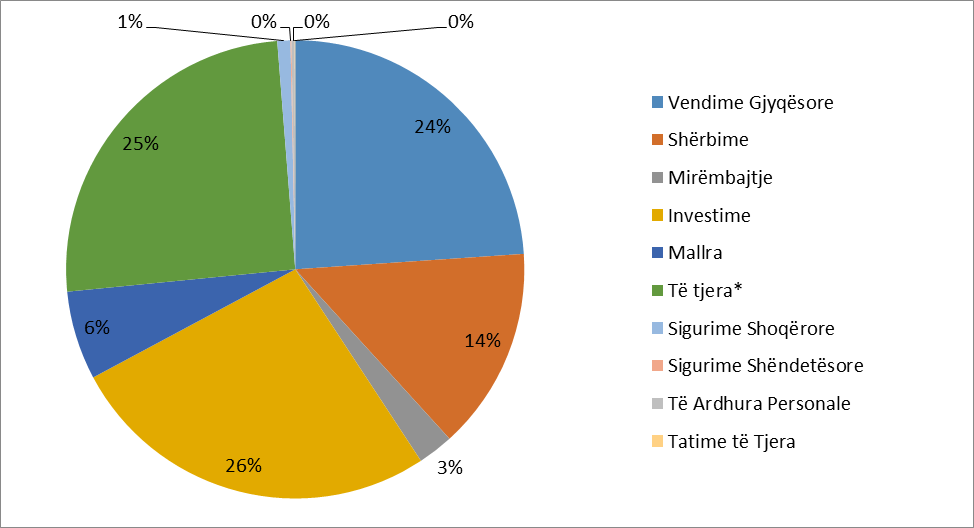 1% 0% 0% 0%
24%
25%
14%
6%
26%
3%
Vendime Gjyqësore
Shërbime
Mirëmbajtje
Investime
Mallra
Të tjera*
Sigurime Shoqërore
Sigurime Shëndetësore
Të Ardhura Personale
Tatime të Tjera